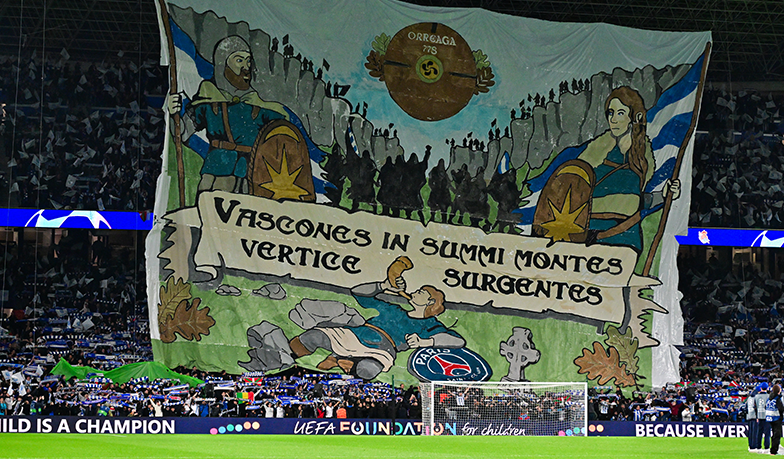 ORREAGA
778
VASCONES IN SUMMI MONTES
VERTICE SURGENTES
PARIS
ILD IS A CHAMPION
UEFA FOUNDATION for children
BECAUSE EVER